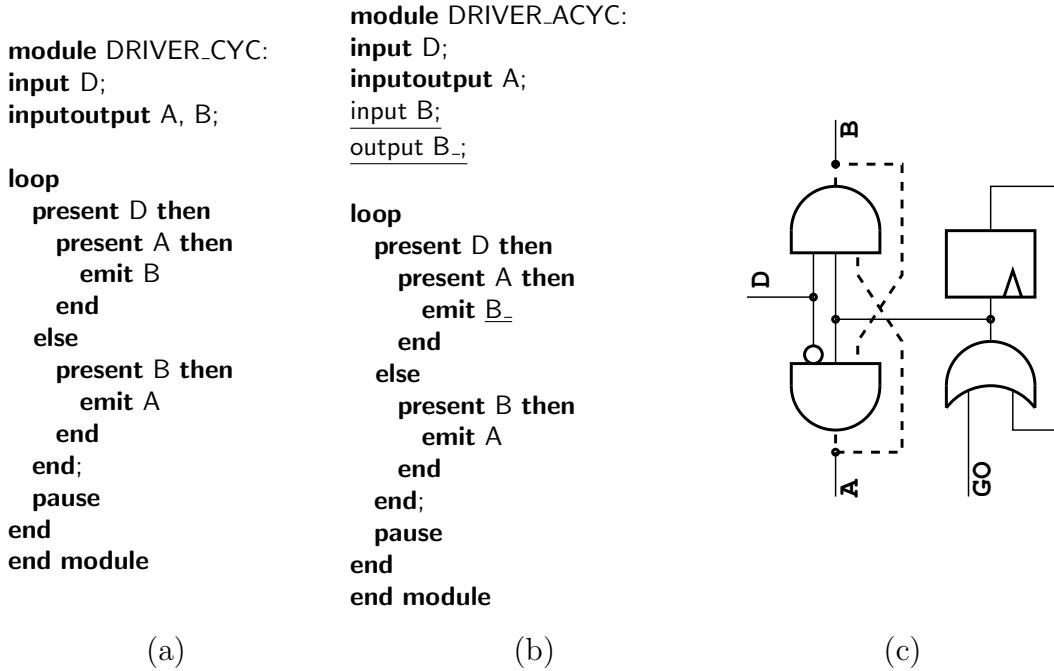 module DRIVER_CYC:
input D;
inputoutput A, B;
loop
present D then
present A then
emit B
end
else
present B then
emit A
end
end;
pause
end
end module
(a)
module DRIVER_ACYC:
input D;
inputoutput A;
input B;
output B_;
loop
present D then
present A then
emit B_
end
else
present B then
emit A
end
end;
pause
end
end module
(b)
B
D
A
GO
(c)